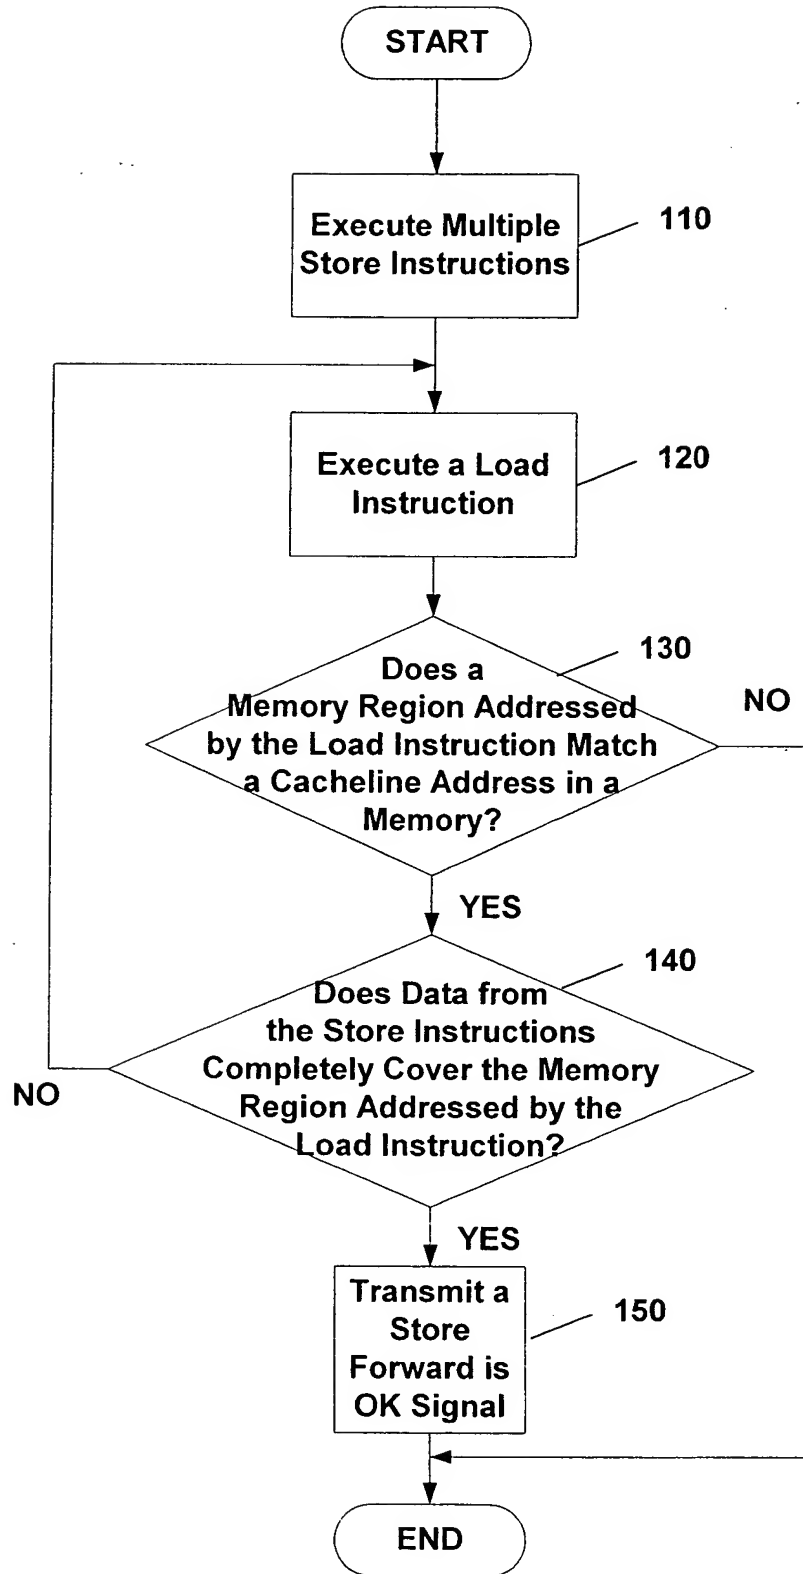 START
Execute Multiple
Store Instructions
110
Execute a Load
Instruction
120
Does a
Memory Region Addressed
by the Load Instruction Match
a Cacheline Address in a
Memory?
130
NO
YES
Does Data from
the Store Instructions
Completely Cover the Memory
Region Addressed by the
Load Instruction?
140
NO
YES
Transmit a
Store
Forward is
OK Signal
150
END